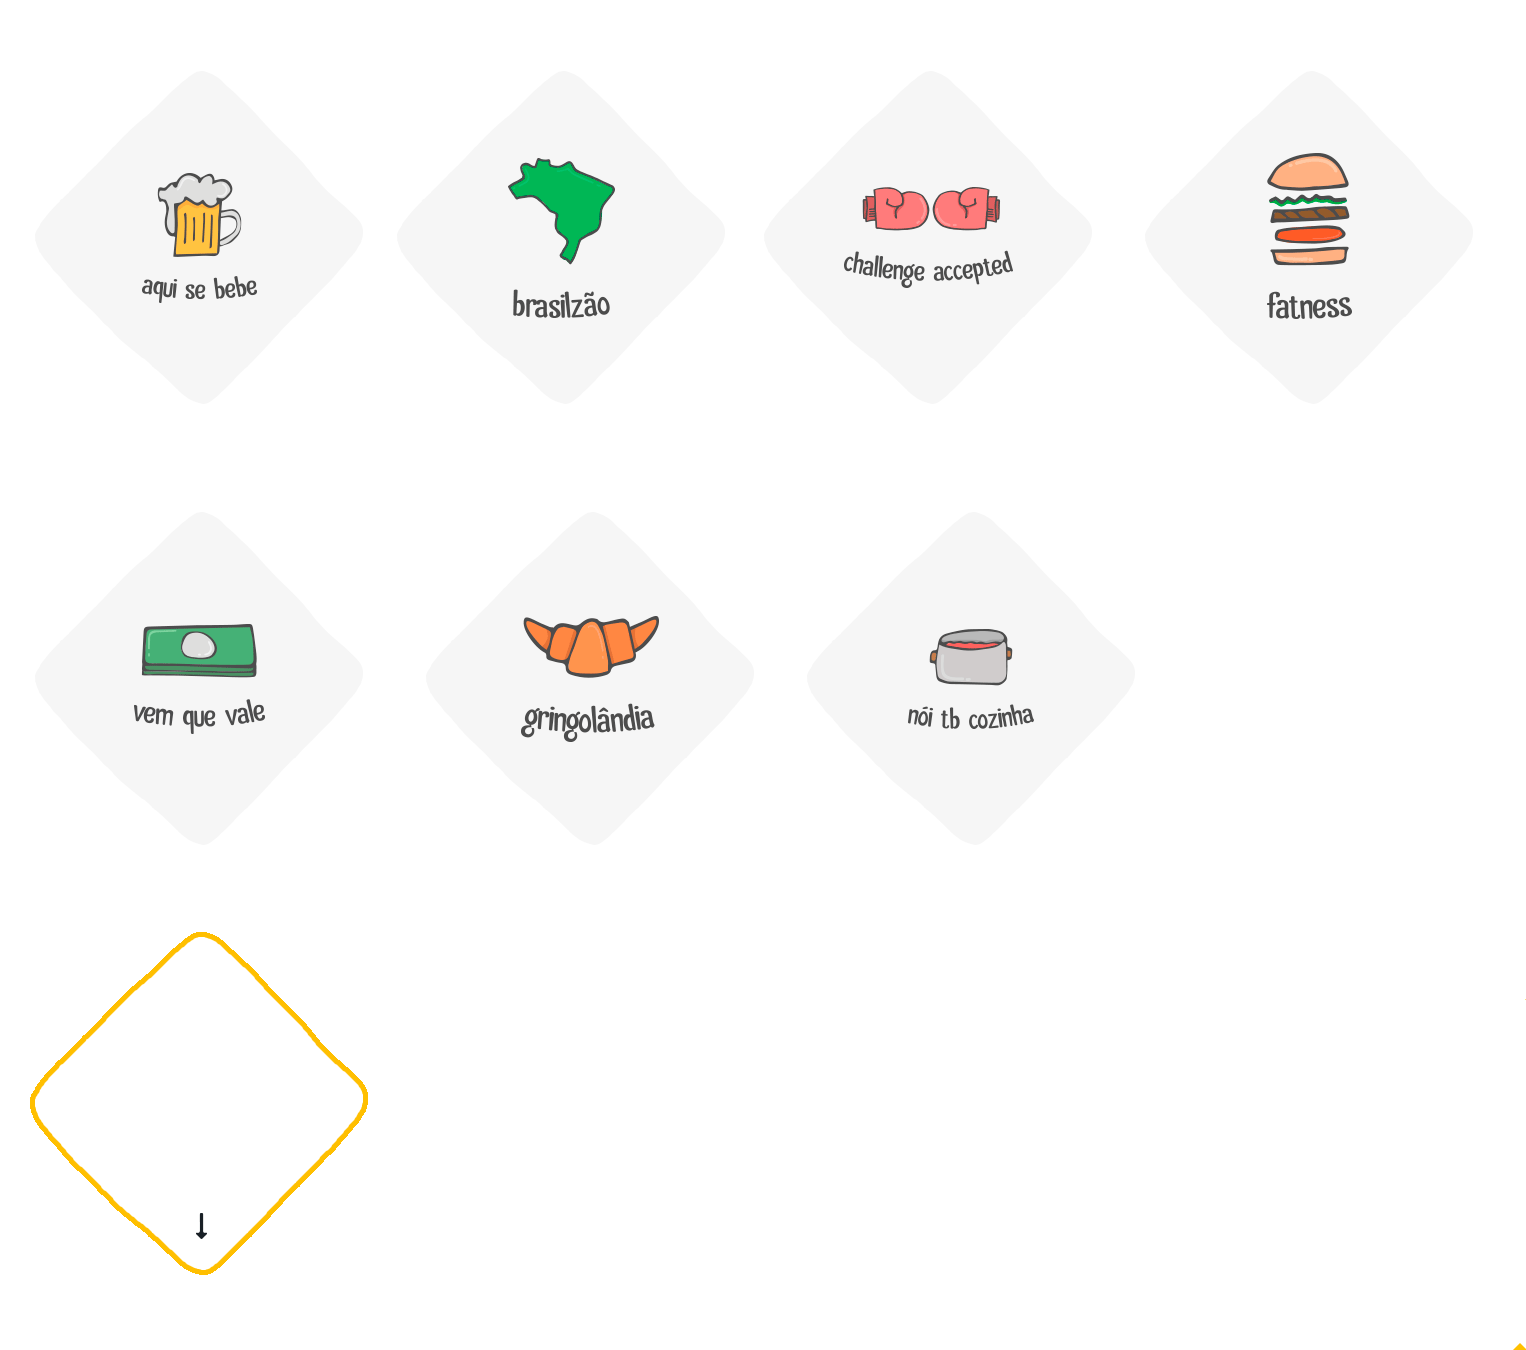 aqui se bebe
brasilzão
challenge accepted
fatness
vem que vale
gringolândia
nói tb cozinha